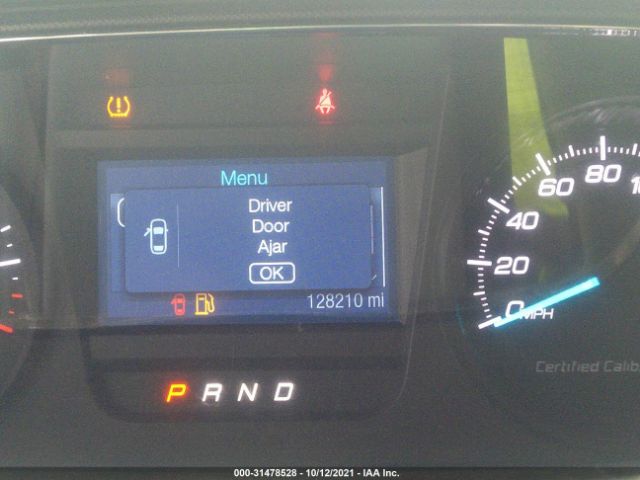 Menu
Driver
Door
Ajar
OK
128210 mi
P R N D
0 MPH
20
40
60
80
Certified Calib
000-31478528 - 10/12/2021 - IAA Inc.